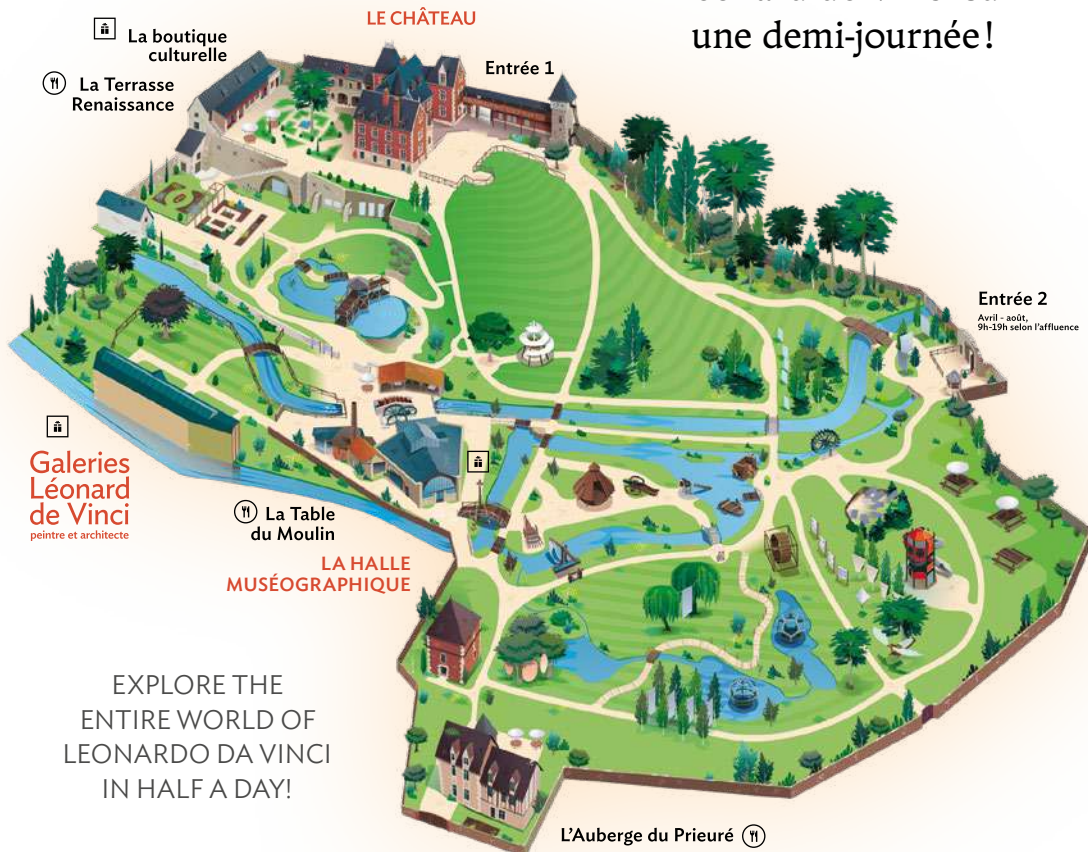 une demi-journée !
LE CHÂTEAU
La boutique
culturelle
La Terrasse
Renaissance
Entrée 1
Entrée 2
Avril - août,
9h-19h selon l'affluence
Galeries
Léonard
de Vinci
peintre et architecte
La Table
du Moulin
LA HALLE
MUSÉOGRAPHIQUE
EXPLORE THE
ENTIRE WORLD OF
LEONARDO DA VINCI
IN HALF A DAY!
L'Auberge du Prieuré